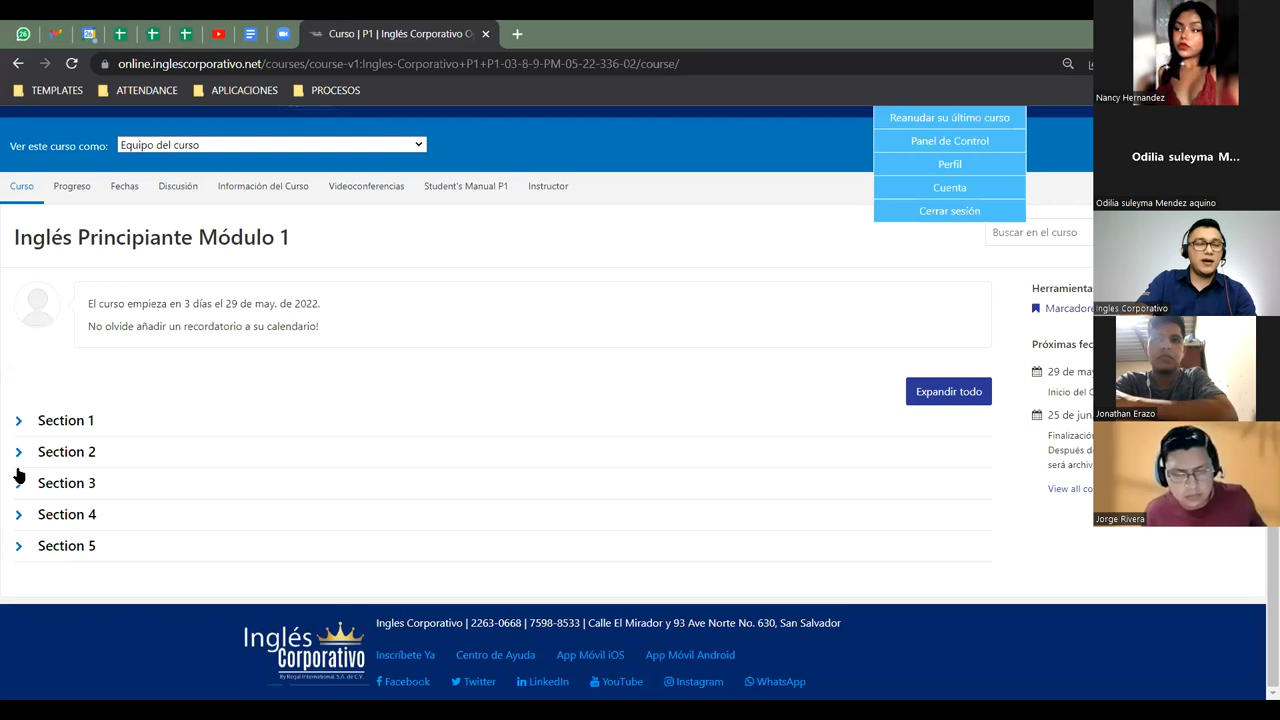 Curso | P1 | Inglés Corporativo O
online.inglescorporativo.net/courses/course-v1:Ingles-Corporativo+P1+P1-03-8-9-PM-05-22-336-02/course/
TEMPLATES
ATTENDANCE
APLICACIONES
PROCESOS
Ver este curso como:
Equipo del curso
Reanudar su último curso
Panel de Control
Perfil
Cuenta
Cerrar sesión
Curso
Progreso
Fechas
Discusión
Información del Curso
Videoconferencias
Student's Manual P1
Instructor
Inglés Principiante Módulo 1
Buscar en el curso
El curso empieza en 3 días el 29 de may. de 2022.
No olvide añadir un recordatorio a su calendario!
Expandir todo
Section 1
Section 2
Section 3
Section 4
Section 5
Herramienta
Marcador
Próximas fec
29 de ma
Inicio del C
25 de jun
Finalizació
Después d
será archiv
View all co
Inglés
Corporativo
By Regal International, S.A. de C.V.
Ingles Corporativo | 2263-0668 | 7598-8533 | Calle El Mirador y 93 Ave Norte No. 630, San Salvador
Inscríbete Ya
Centro de Ayuda
App Móvil iOS
App Móvil Android
Facebook
Twitter
LinkedIn
YouTube
Instagram
WhatsApp
Nancy Hernandez
Odilia suleyma M...
Odilia suleyma Mendez aquino
Ingles Corporativo
Jonathan Erazo
Jorge Rivera